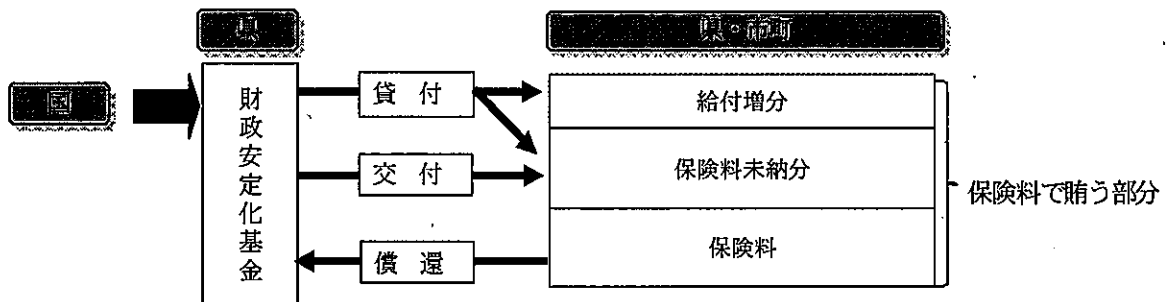 県
県・市町
国
財政安定化基金
貸付
給付増分
交付
保険料未納分
保険料で賄う部分
償還
保険料